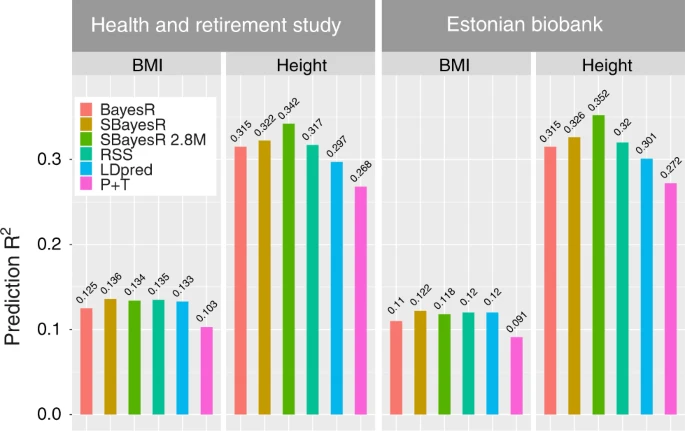 Health and retirement study
Estonian biobank
BMI
Height
BMI
Height
BayesR
SBayesR
SBayesR 2.8M
RSS
LDpred
P+T
Prediction R²
0.3
0.2
0.1
0.0
0.125
0.136
0.134
0.135
0.133
0.103
0.315
0.322
0.342
0.317
0.297
0.268
0.11
0.122
0.118
0.12
0.12
0.091
0.315
0.326
0.352
0.32
0.301
0.272